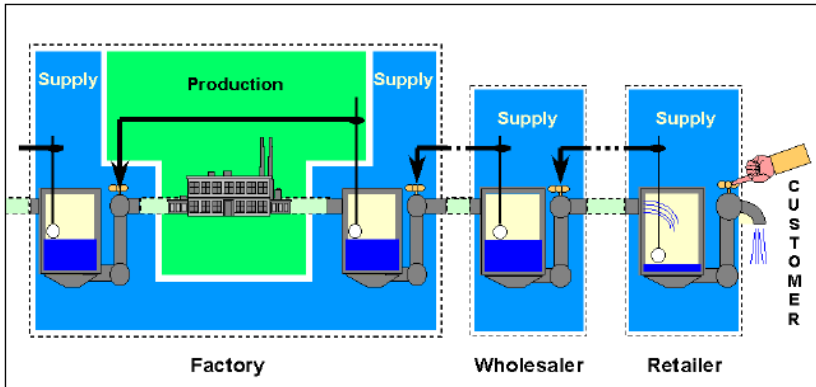 Supply
Production
Supply
Supply
Supply
CUSTOMER
Factory
Wholesaler
Retailer